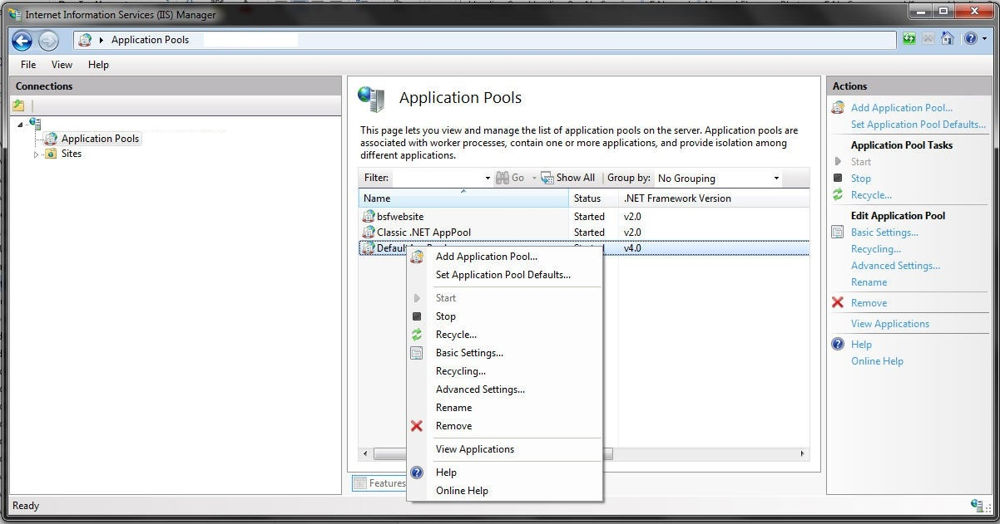 Internet Information Services (IIS) Manager
Application Pools
File View Help
Connections
Application Pools
Sites
Application Pools
This page lets you view and manage the list of application pools on the server. Application pools are
associated with worker processes, contain one or more applications, and provide isolation among
different applications.
Filter: Go Show All Group by: No Grouping
Name Status .NET Framework Version
bsfwebsite Started v2.0
Classic .NET AppPool Started v2.0
Started v4.0
Add Application Pool...
Set Application Pool Defaults...
Start
Stop
Recycle...
Basic Settings...
Recycling...
Advanced Settings...
Rename
Remove
View Applications
Help
Online Help
Features
Actions
Add Application Pool...
Set Application Pool Defaults...
Application Pool Tasks
Start
Stop
Recycle...
Edit Application Pool
Basic Settings...
Recycling...
Advanced Settings...
Rename
Remove
View Applications
Help
Online Help
Ready